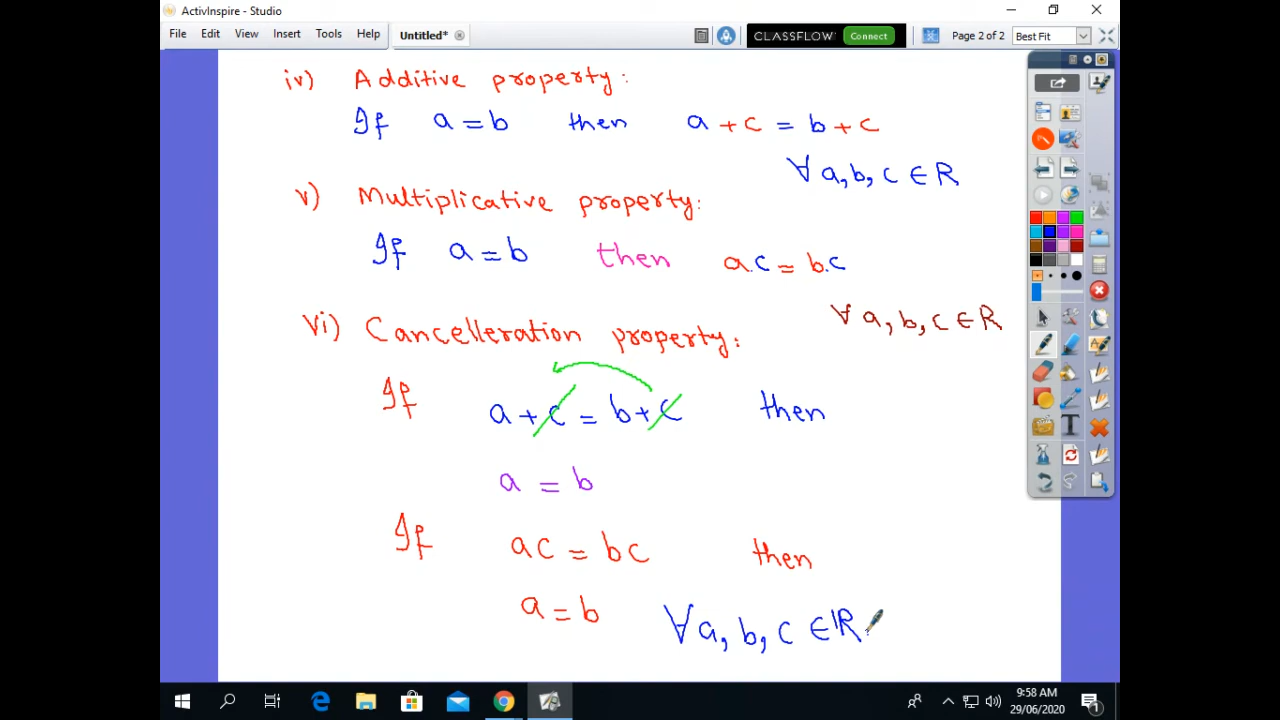 ActivInspire - Studio
File Edit View Insert Tools Help Untitled* CLASSFLOW Connect Page 2 of 2 Best Fit
iv) Additive property:
If a = b then a + c = b + c
∀ a, b, c ∈ R
v) Multiplicative property:
If a = b then a.c = b.c
∀ a, b, c ∈ R
vi) Cancelleration property:
If a + c = b + c then
a = b
If ac = bc then
a = b ∀ a, b, c ∈ R
9:58 AM
29/06/2020
1